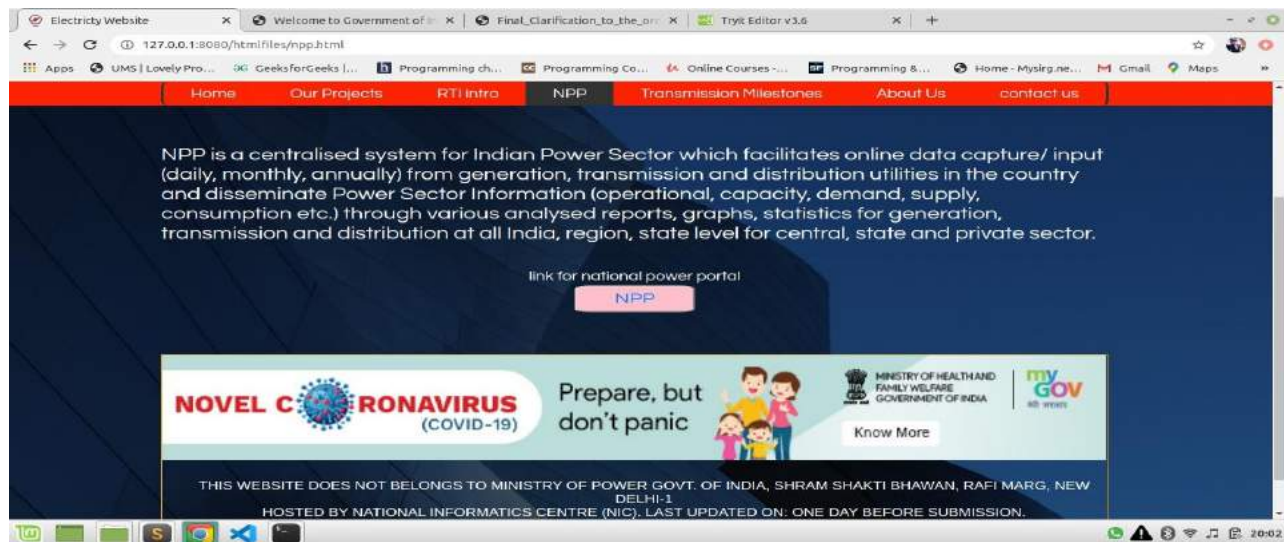 Electricty Website
Welcome to Government of
Final_Clarification_to_the_or
Tryit Editor v3.6
127.0.0.1:8080/htmlfiles/npp.html
Apps UMS | Lovely Pro... GeeksforGeeks |... Programming ch... Programming Co... Online Courses -... Programming &... Home - Mysirg.ne... Gmail Maps »
Home Our Projects RTI Intro NPP Transmission Milestones About Us contact us
NPP is a centralised system for Indian Power Sector which facilitates online data capture/ input
(daily, monthly, annually) from generation, transmission and distribution utilities in the country
and disseminate Power Sector Information (operational, capacity, demand, supply,
consumption etc.) through various analysed reports, graphs, statistics for generation,
transmission and distribution at all India, region, state level for central, state and private sector.
link for national power portal
NPP
NOVEL CORONAVIRUS
(COVID-19)
Prepare, but
don't panic
MINISTRY OF HEALTH AND
FAMILY WELFARE
GOVERNMENT OF INDIA
my
GOV
Know More
THIS WEBSITE DOES NOT BELONGS TO MINISTRY OF POWER GOVT. OF INDIA, SHRAM SHAKTI BHAWAN, RAFI MARG, NEW
DELHI-1
HOSTED BY NATIONAL INFORMATICS CENTRE (NIC). LAST UPDATED ON: ONE DAY BEFORE SUBMISSION.
20:02